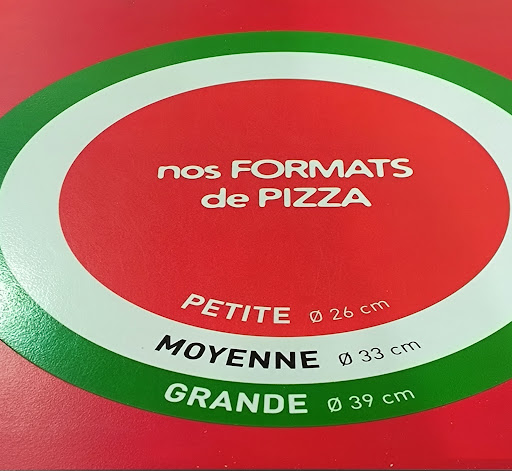 nos FORMATS
de PIZZA
PETITE Ø 26 cm
MOYENNE Ø 33 cm
GRANDE Ø 39 cm